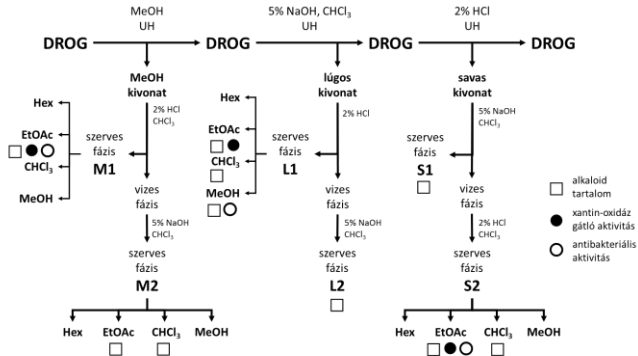 MeOH
UH
5% NaOH, CHCl₃
UH
2% HCl
UH
DROG
DROG
DROG
DROG
MeOH
kivonat
lúgos
kivonat
savas
kivonat
2% HCl
CHCl₃
2% HCl
5% NaOH
CHCl₃
Hex
EtOAc
CHCl₃
MeOH
szerves
fázis
M1
Hex
EtOAc
CHCl₃
MeOH
szerves
fázis
L1
szerves
fázis
S1
vizes
fázis
vizes
fázis
vizes
fázis
5% NaOH
CHCl₃
5% NaOH
CHCl₃
2% HCl
CHCl₃
szerves
fázis
M2
szerves
fázis
L2
szerves
fázis
S2
Hex
EtOAc
CHCl₃
MeOH
Hex
EtOAc
CHCl₃
MeOH
alkaloid
tartalom
xantin-oxidáz
gátló aktivitás
antibakteriális
aktivitás